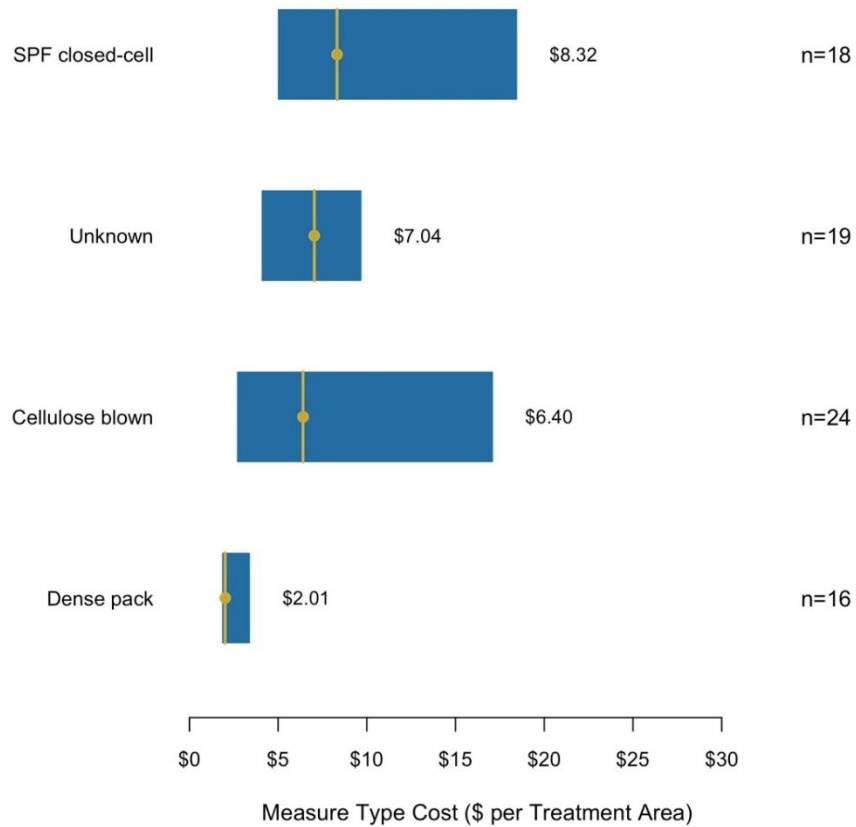 SPF closed-cell $8.32 n=18
Unknown $7.04 n=19
Cellulose blown $6.40 n=24
Dense pack $2.01 n=16
$0 $5 $10 $15 $20 $25 $30
Measure Type Cost ($ per Treatment Area)